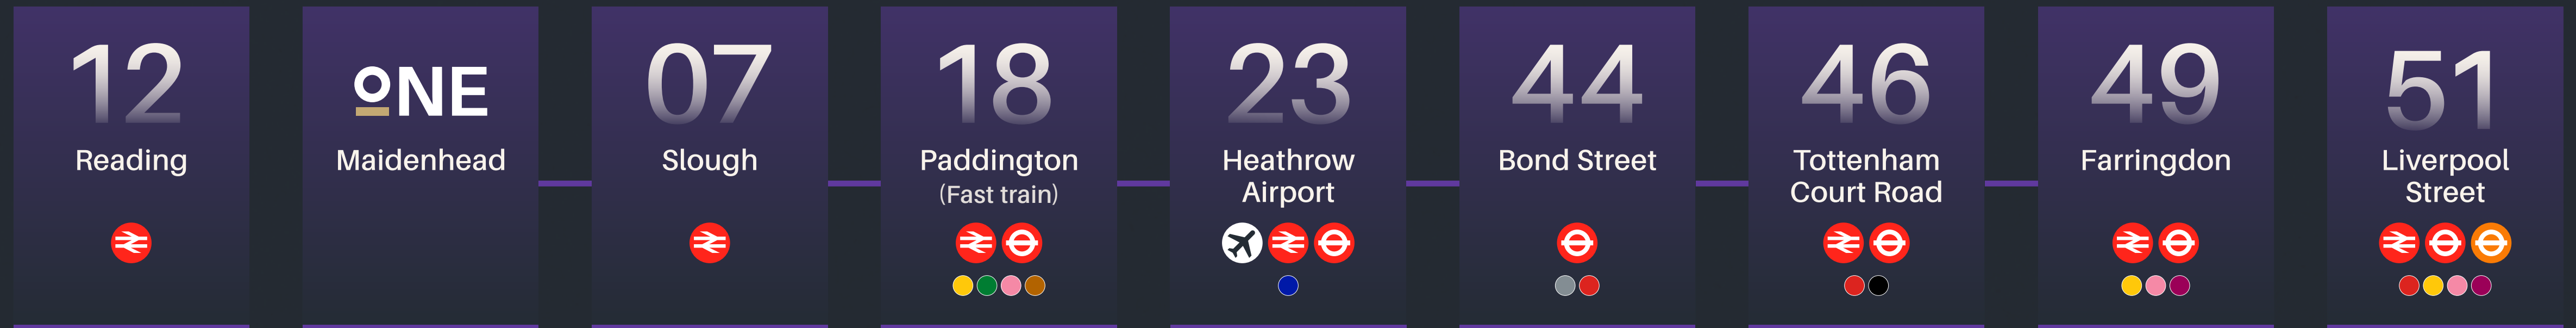 12
Reading
ONE
Maidenhead
07
Slough
18
Paddington
(Fast train)
23
Heathrow
Airport
44
Bond Street
46
Tottenham
Court Road
49
Farringdon
51
Liverpool
Street